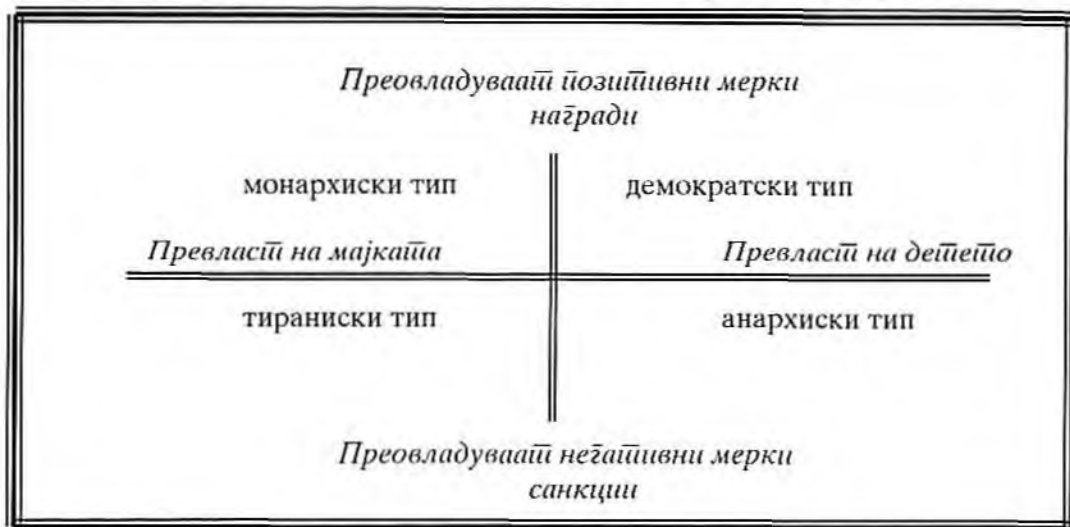 Преовладуваат позитивни мерки
награди
монархиски тип демократски тип
Превласт на мајката Превласт на детето
тираниски тип анархиски тип
Преовладуваат негативни мерки
санкции